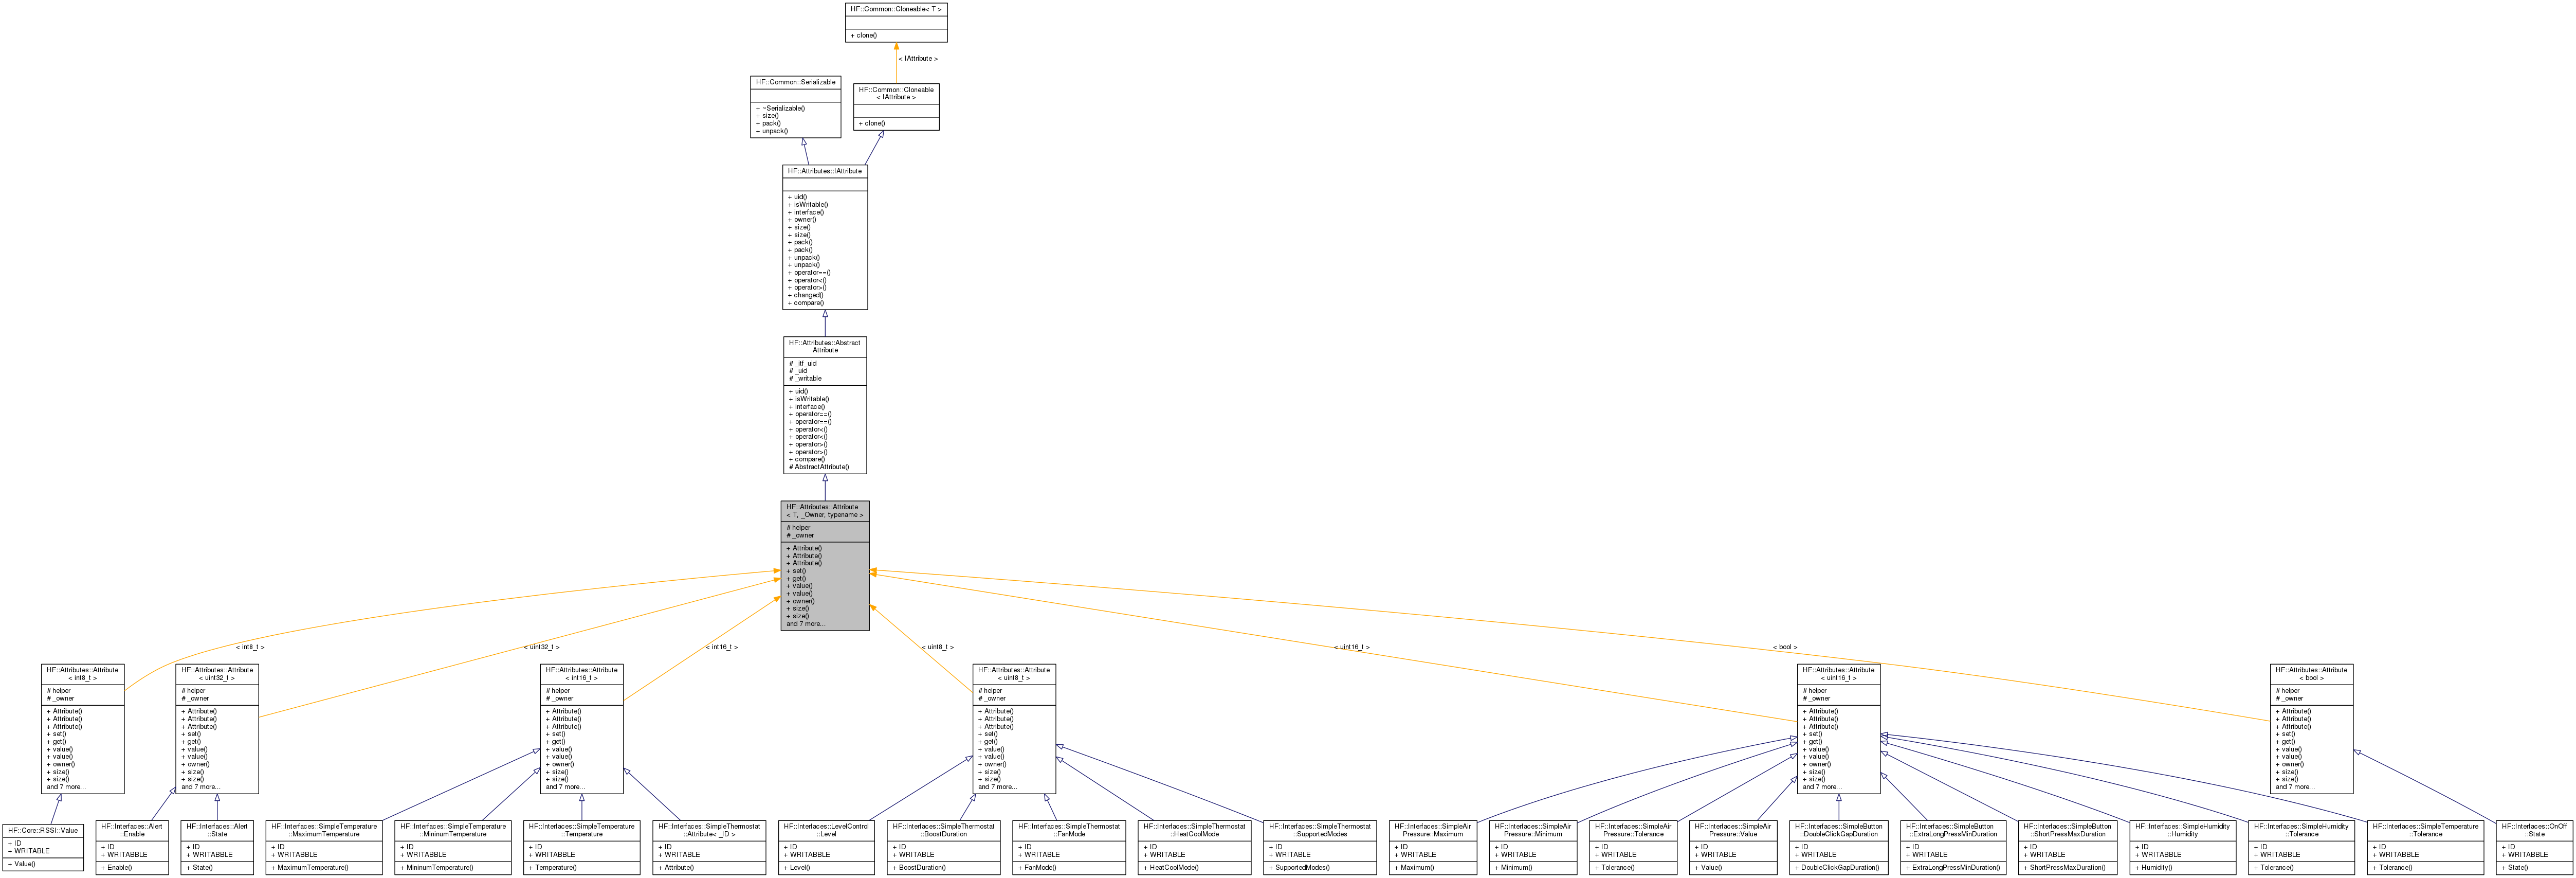 HF::Common::Cloneable< T >
+ clone()
< IAttribute >
HF::Common::Serializable
+ ~Serializable()
+ size()
+ pack()
+ unpack()
HF::Common::Cloneable
< IAttribute >
+ clone()
HF::Attributes::IAttribute
+ uid()
+ isWritable()
+ interface()
+ owner()
+ size()
+ size()
+ pack()
+ pack()
+ unpack()
+ unpack()
+ operator==()
+ operator<()
+ operator>()
+ changed()
+ compare()
HF::Attributes::Abstract
Attribute
# _itf_uid
# _uid
# _writable
+ uid()
+ isWritable()
+ interface()
+ operator==()
+ operator==()
+ operator<()
+ operator<()
+ operator>()
+ operator>()
+ compare()
# AbstractAttribute()
HF::Attributes::Attribute
< T, _Owner, typename >
# helper
# _owner
+ Attribute()
+ Attribute()
+ Attribute()
+ set()
+ get()
+ value()
+ value()
+ owner()
+ size()
+ size()
and 7 more...
< int8_t >
< uint32_t >
< int16_t >
< uint8_t >
< uint16_t >
< bool >
HF::Attributes::Attribute
< int8_t >
# helper
# _owner
+ Attribute()
+ Attribute()
+ Attribute()
+ set()
+ get()
+ value()
+ value()
+ owner()
+ size()
+ size()
and 7 more...
HF::Attributes::Attribute
< uint32_t >
# helper
# _owner
+ Attribute()
+ Attribute()
+ Attribute()
+ set()
+ get()
+ value()
+ value()
+ owner()
+ size()
+ size()
and 7 more...
HF::Attributes::Attribute
< int16_t >
# helper
# _owner
+ Attribute()
+ Attribute()
+ Attribute()
+ set()
+ get()
+ value()
+ value()
+ owner()
+ size()
+ size()
and 7 more...
HF::Attributes::Attribute
< uint8_t >
# helper
# _owner
+ Attribute()
+ Attribute()
+ Attribute()
+ set()
+ get()
+ value()
+ value()
+ owner()
+ size()
+ size()
and 7 more...
HF::Attributes::Attribute
< uint16_t >
# helper
# _owner
+ Attribute()
+ Attribute()
+ Attribute()
+ set()
+ get()
+ value()
+ value()
+ owner()
+ size()
+ size()
and 7 more...
HF::Attributes::Attribute
< bool >
# helper
# _owner
+ Attribute()
+ Attribute()
+ Attribute()
+ set()
+ get()
+ value()
+ value()
+ owner()
+ size()
+ size()
and 7 more...
HF::Core::RSSI::Value
+ ID
+ WRITABLE
+ Value()
HF::Interfaces::Alert
::Enable
+ ID
+ WRITABBLE
+ Enable()
HF::Interfaces::Alert
::State
+ ID
+ WRITABBLE
+ State()
HF::Interfaces::SimpleTemperature
::MaximumTemperature
+ ID
+ WRITABBLE
+ MaximumTemperature()
HF::Interfaces::SimpleTemperature
::MininumTemperature
+ ID
+ WRITABBLE
+ MininumTemperature()
HF::Interfaces::SimpleTemperature
::Temperature
+ ID
+ WRITABBLE
+ Temperature()
HF::Interfaces::SimpleThermostat
::Attribute< _ID >
+ ID
+ WRITABBLE
+ Attribute()
HF::Interfaces::LevelControl
::Level
+ ID
+ WRITABBLE
+ Level()
HF::Interfaces::SimpleThermostat
::BoostDuration
+ ID
+ WRITABBLE
+ BoostDuration()
HF::Interfaces::SimpleThermostat
::FanMode
+ ID
+ WRITABBLE
+ FanMode()
HF::Interfaces::SimpleThermostat
::HeatCoolMode
+ ID
+ WRITABBLE
+ HeatCoolMode()
HF::Interfaces::SimpleThermostat
::SupportedModes
+ ID
+ WRITABLE
+ SupportedModes()
HF::Interfaces::SimpleAir
Pressure::Maximum
+ ID
+ WRITABLE
+ Maximum()
HF::Interfaces::SimpleAir
Pressure::Minimum
+ ID
+ WRITABLE
+ Minimum()
HF::Interfaces::SimpleAir
Pressure::Tolerance
+ ID
+ WRITABLE
+ Tolerance()
HF::Interfaces::SimpleAir
Pressure::Value
+ ID
+ WRITABLE
+ Value()
HF::Interfaces::SimpleButton
::DoubleClickGapDuration
+ ID
+ WRITABLE
+ DoubleClickGapDuration()
HF::Interfaces::SimpleButton
::ExtraLongPressMinDuration
+ ID
+ WRITABLE
+ ExtraLongPressMinDuration()
HF::Interfaces::SimpleButton
::ShortPressMaxDuration
+ ID
+ WRITABLE
+ ShortPressMaxDuration()
HF::Interfaces::SimpleHumidity
::Humidity
+ ID
+ WRITABBLE
+ Humidity()
HF::Interfaces::SimpleHumidity
::Tolerance
+ ID
+ WRITABBLE
+ Tolerance()
HF::Interfaces::SimpleTemperature
::Tolerance
+ ID
+ WRITABBLE
+ Tolerance()
HF::Interfaces::OnOff
::State
+ ID
+ WRITABBLE
+ State()